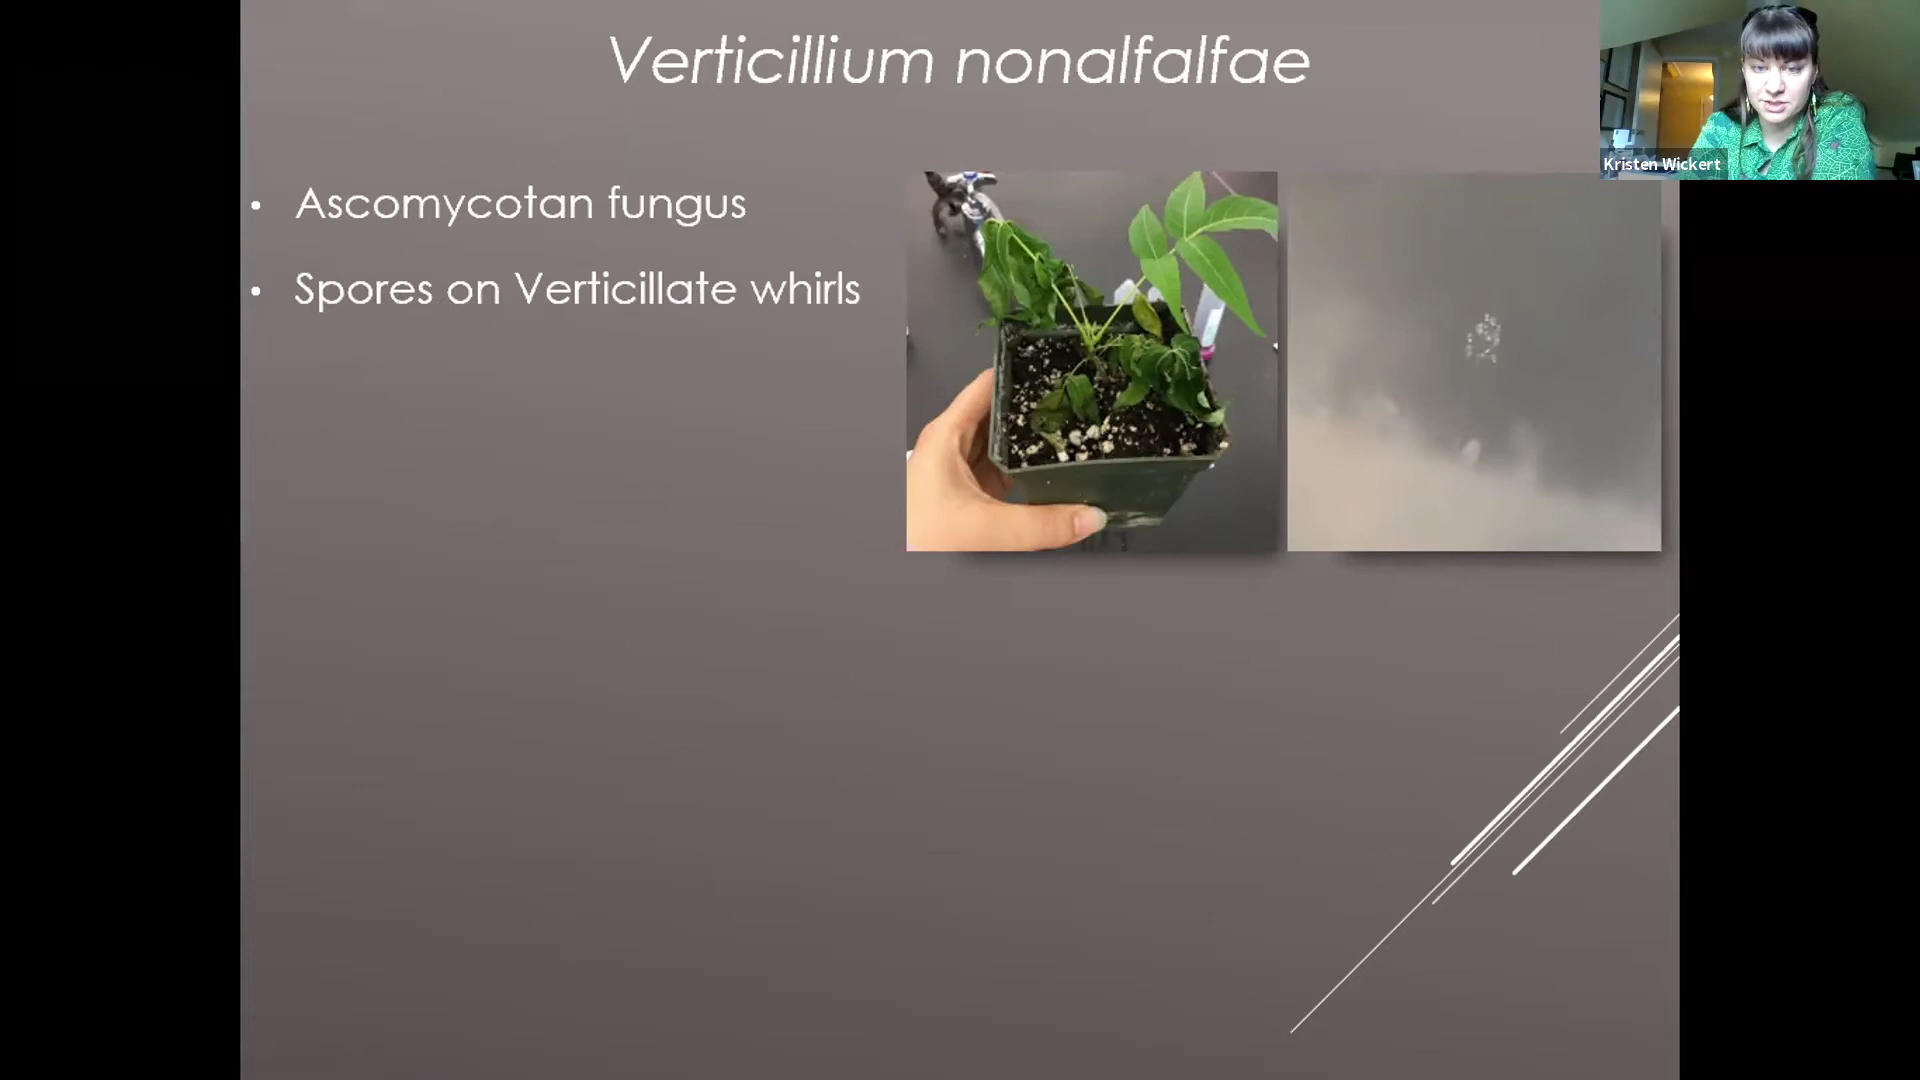 Verticillium nonalfalfae
Kristen Wickert
• Ascomycotan fungus
• Spores on Verticillate whirls